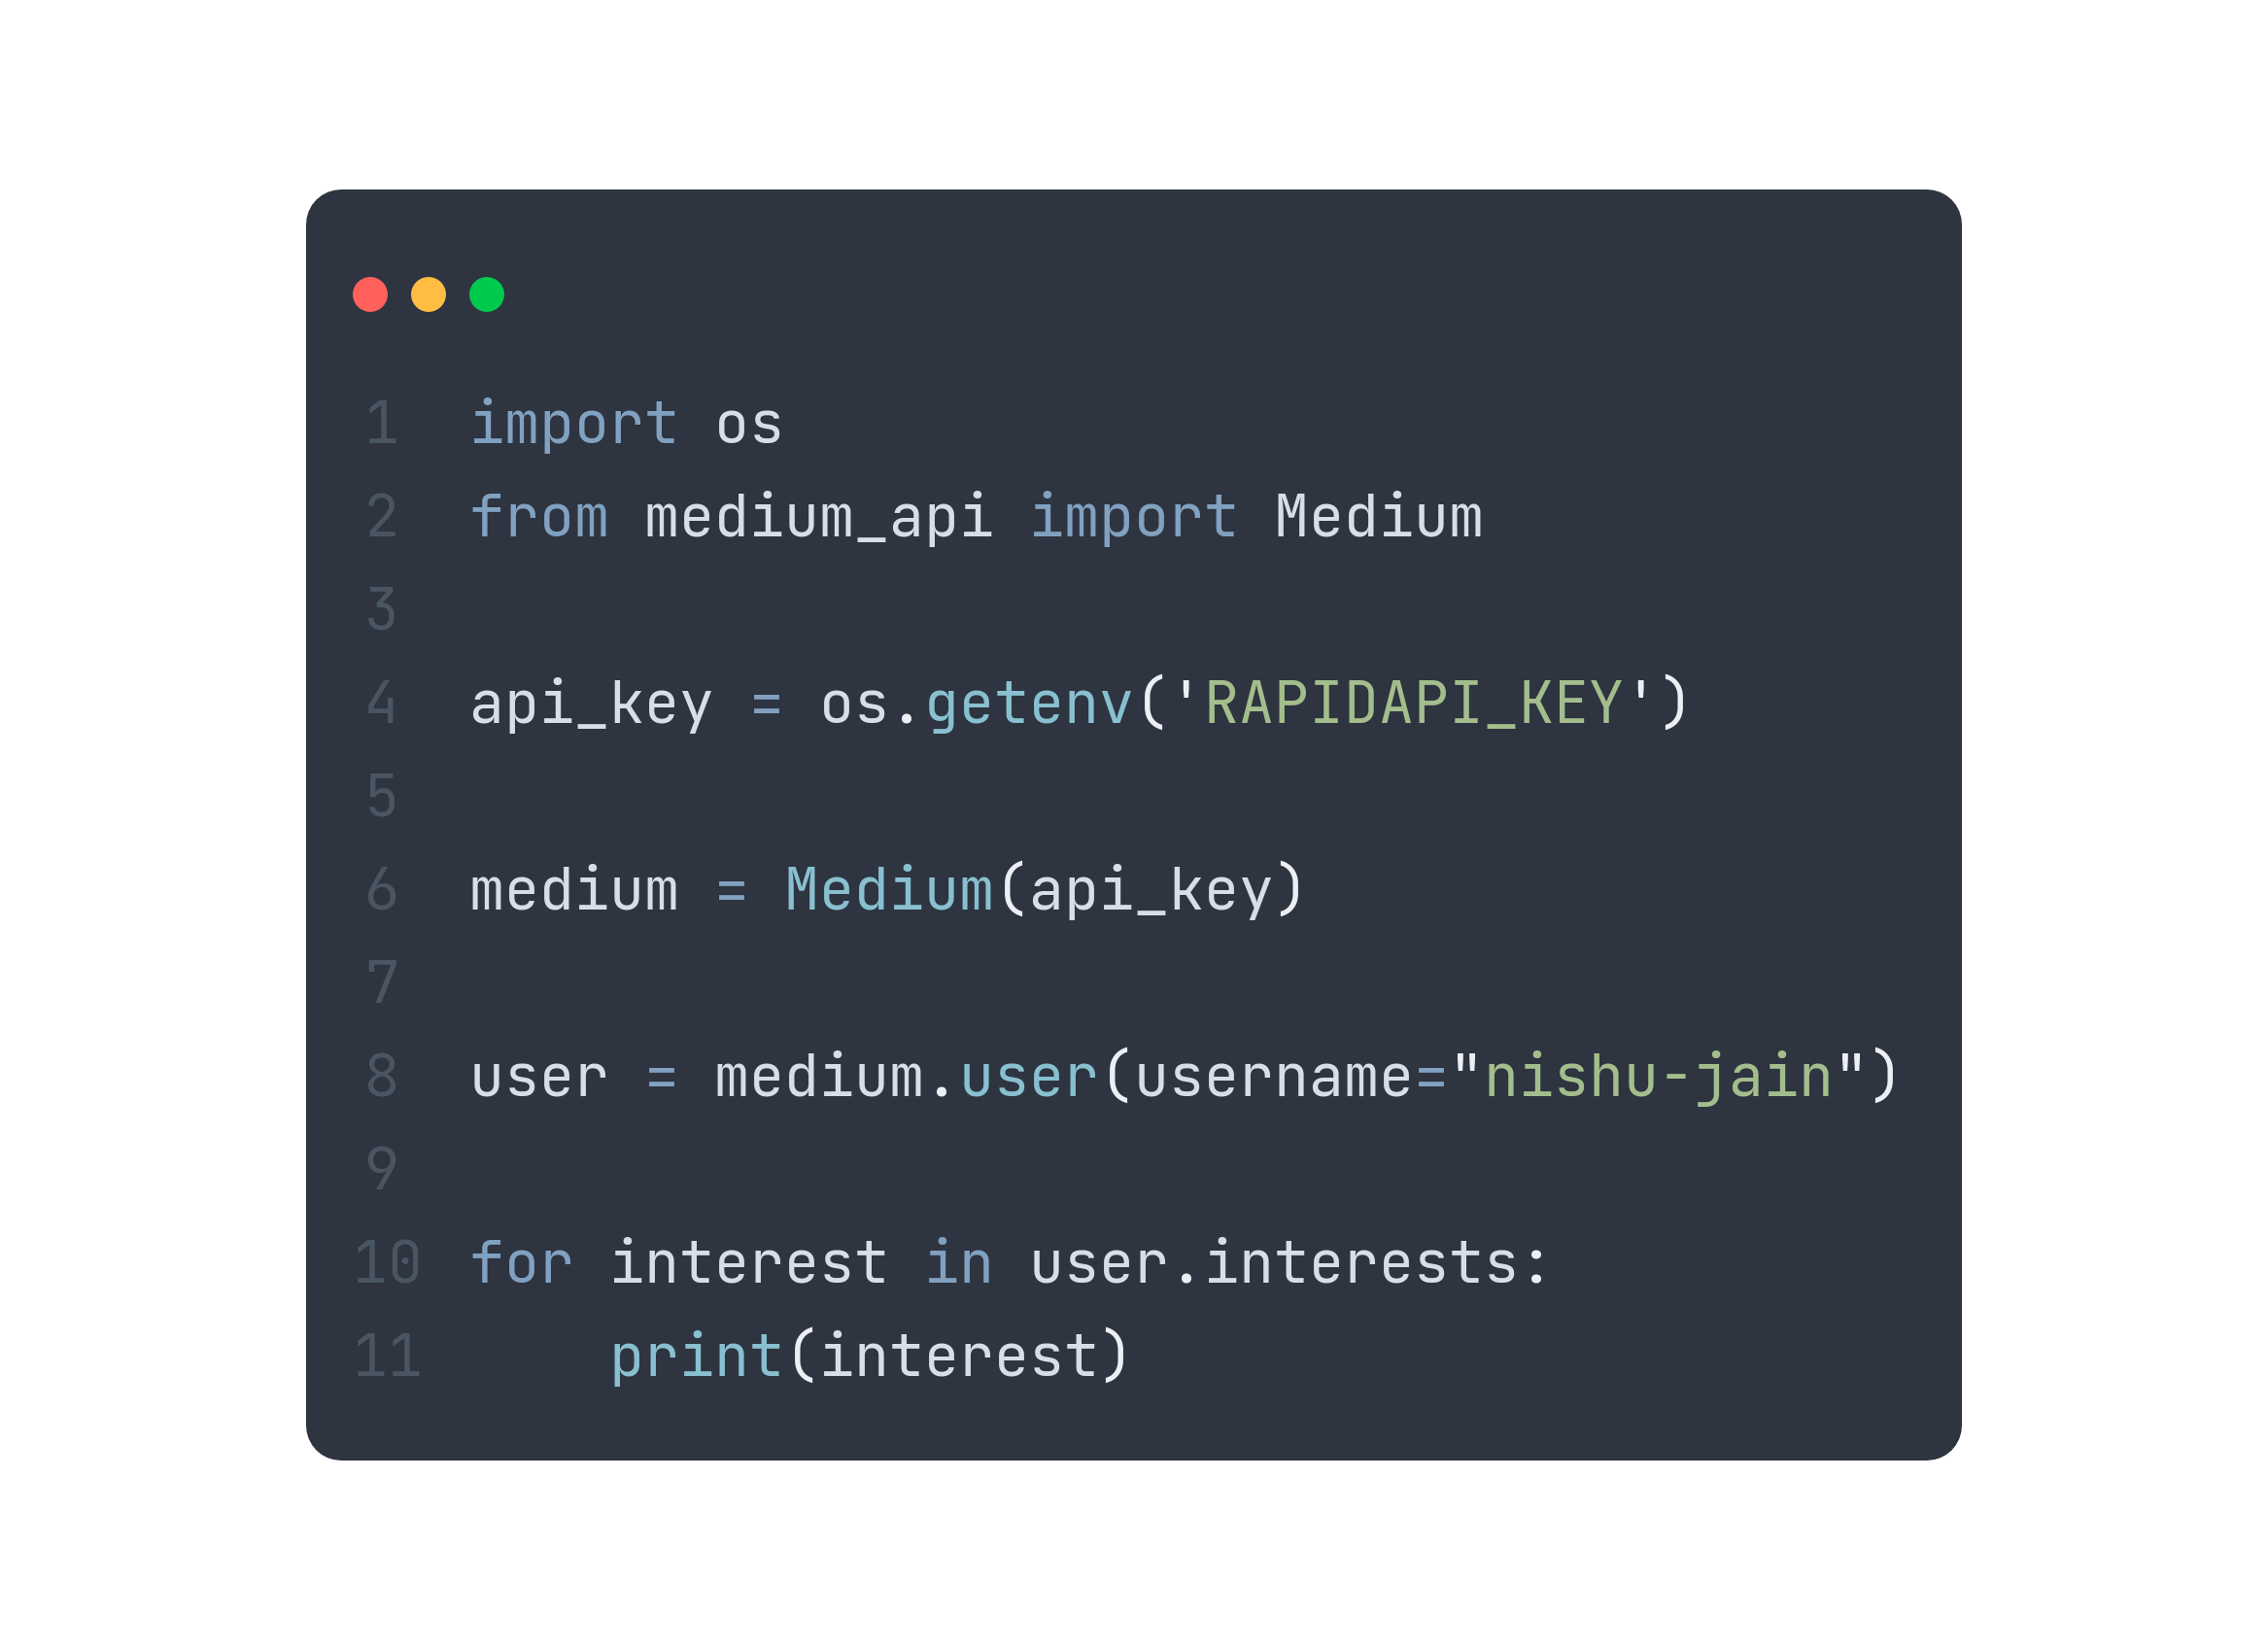 1 import os
2 from medium_api import Medium
3
4 api_key = os.getenv('RAPIDAPI_KEY')
5
6 medium = Medium(api_key)
7
8 user = medium.user(username="nishu-jain")
9
10 for interest in user.interests:
11     print(interest)